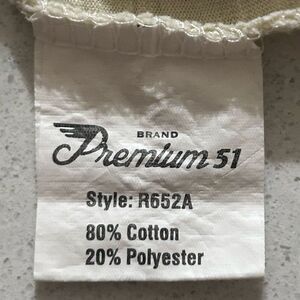 BRAND
Premium 51
Style: R652A
80% Cotton
20% Polyester